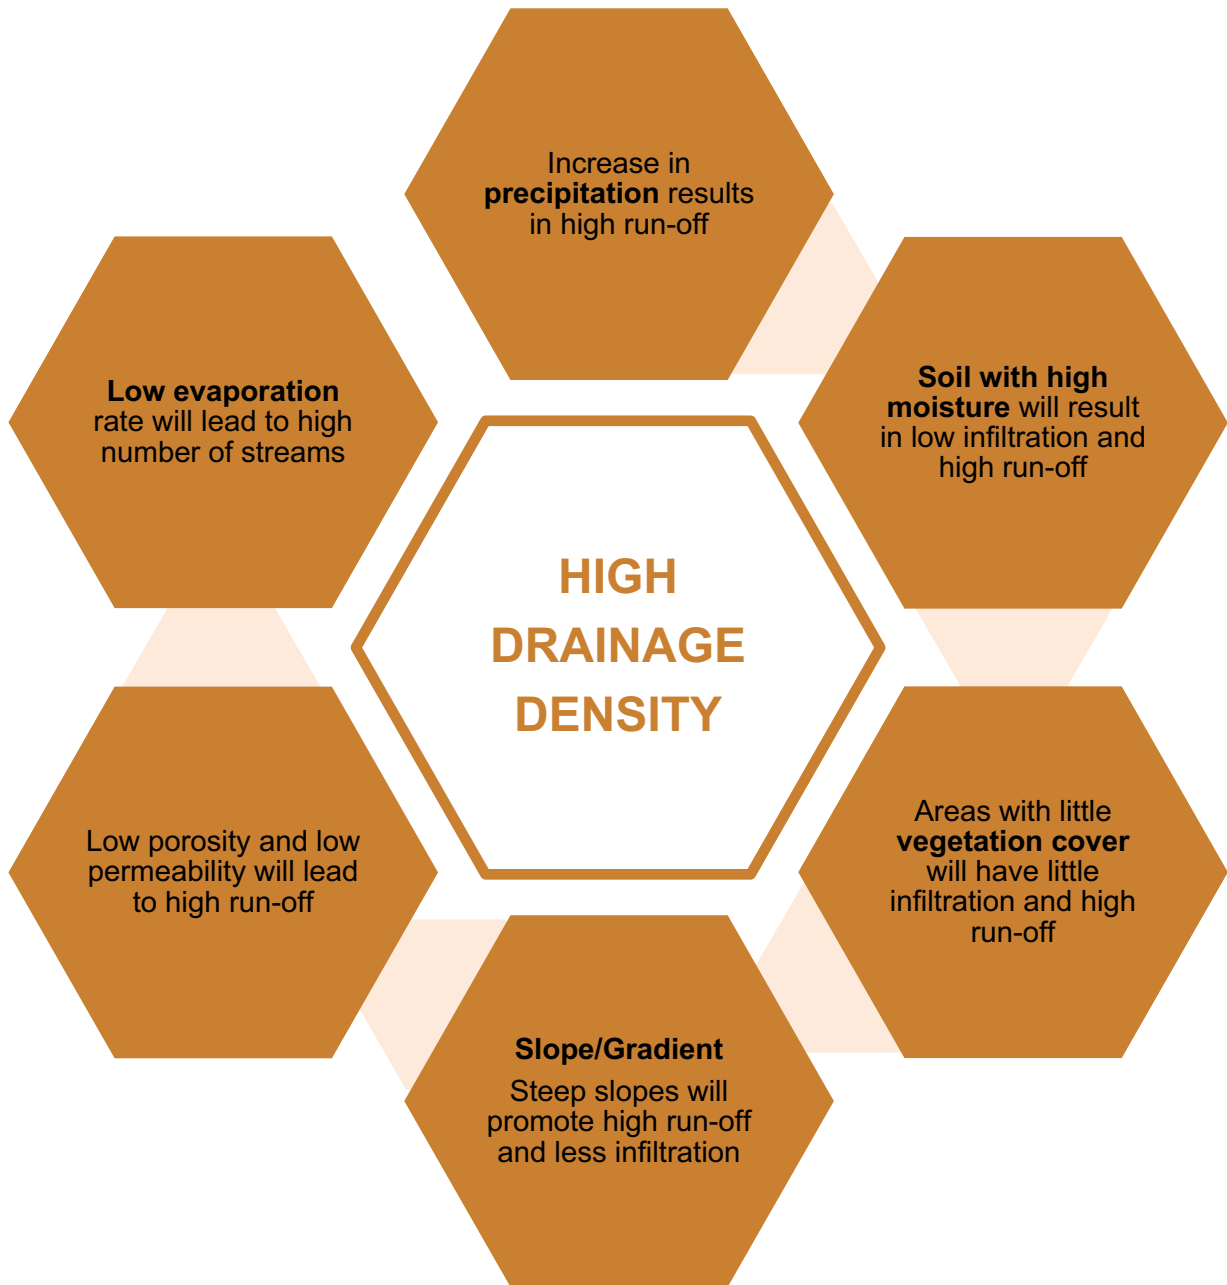 Increase in
precipitation results
in high run-off
Soil with high
moisture will result
in low infiltration and
high run-off
Areas with little
vegetation cover
will have little
infiltration and high
run-off
Slope/Gradient
Steep slopes will
promote high run-off
and less infiltration
Low porosity and low
permeability will lead
to high run-off
Low evaporation
rate will lead to high
number of streams
HIGH
DRAINAGE
DENSITY